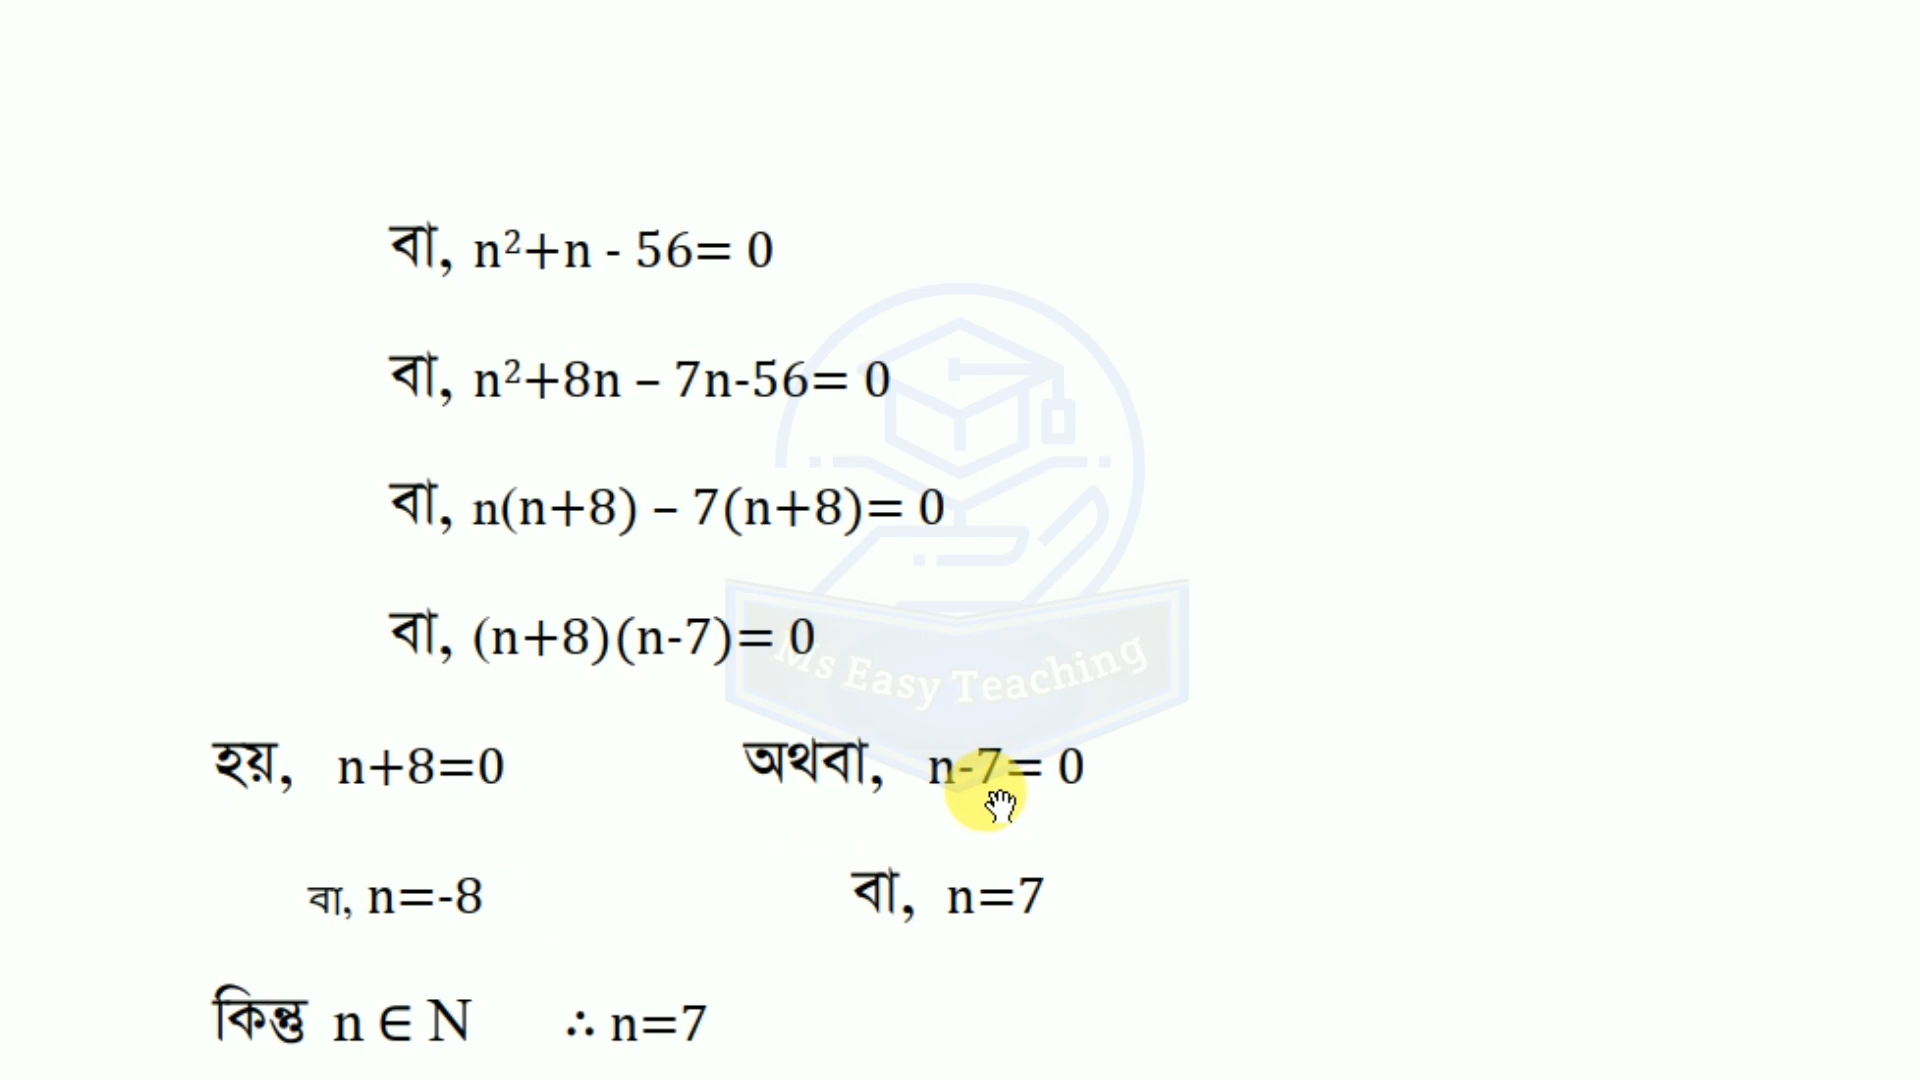 বা, n²+n - 56= 0
বা, n²+8n – 7n-56= 0
বা, n(n+8) – 7(n+8)= 0
বা, (n+8)(n-7)= 0
Ms Easy Teaching
হয়, n+8=0 অথবা, n-7= 0
বা, n=-8 বা, n=7
কিন্তু n ∈ N ∴ n=7